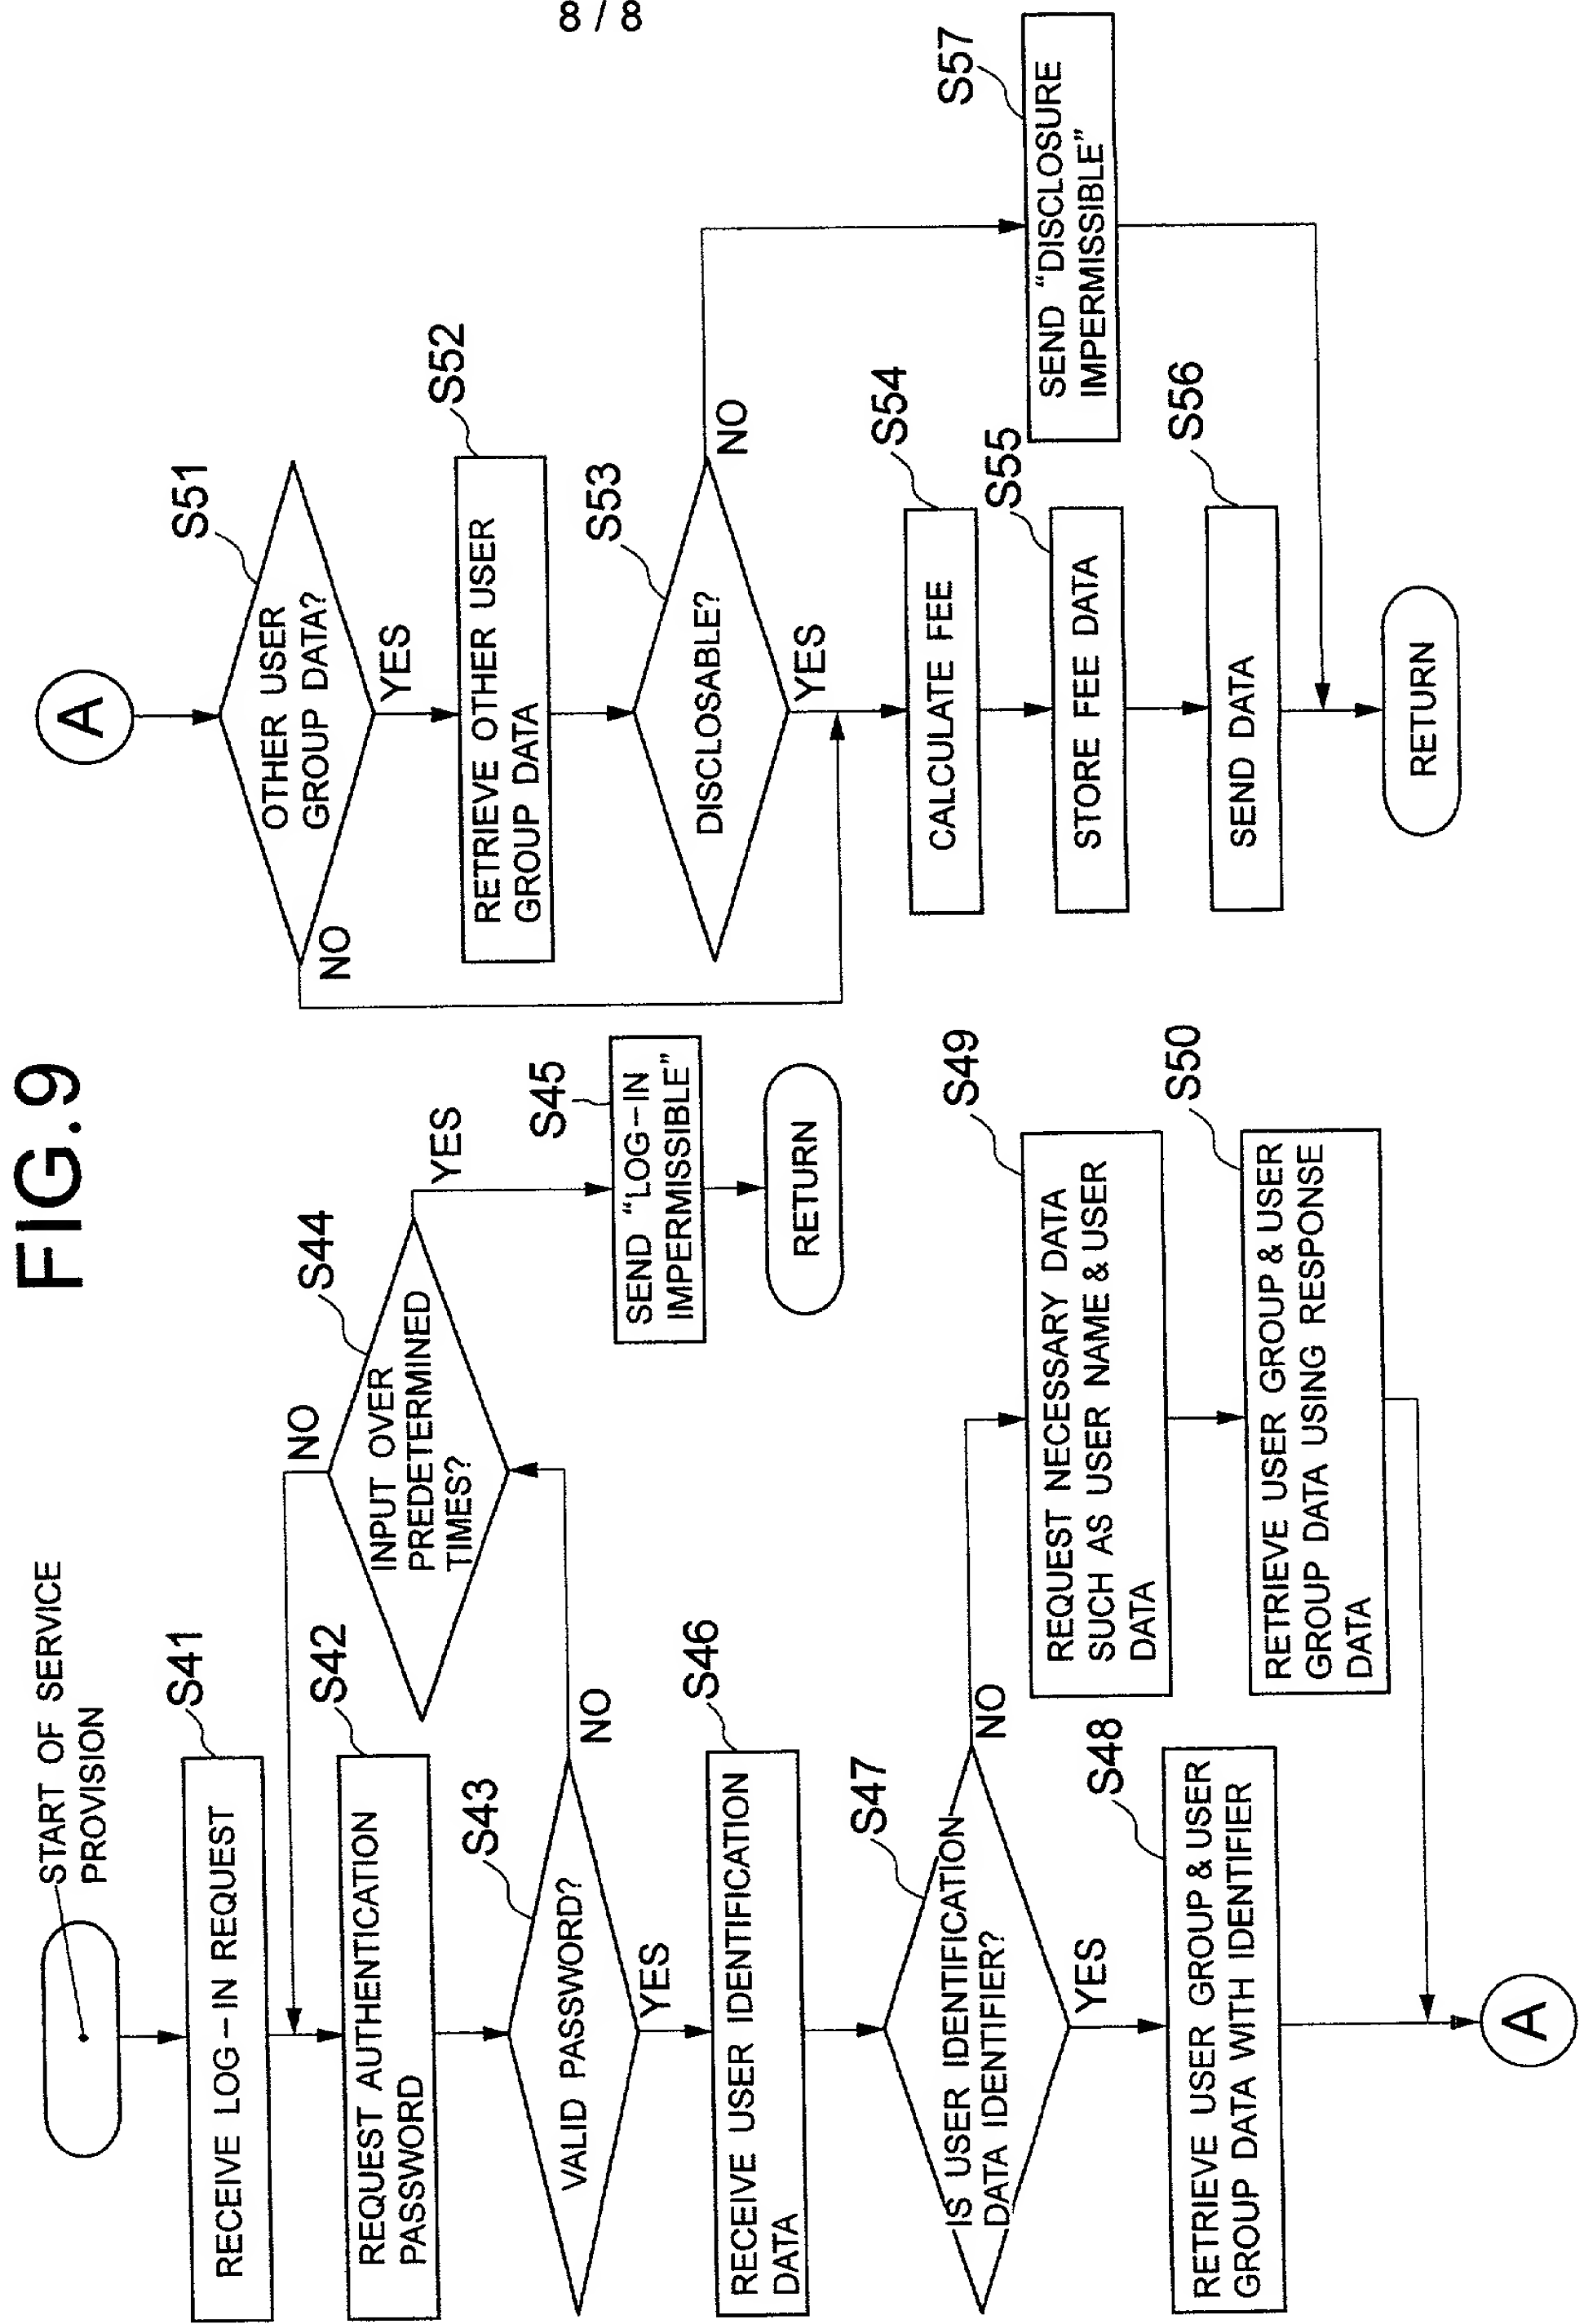 8 / 8
FIG.9
START OF SERVICE
PROVISION
S41
RECEIVE LOG-IN REQUEST
S42
REQUEST AUTHENTICATION
PASSWORD
S43
VALID PASSWORD?
NO
YES
S44
INPUT OVER
PREDETERMINED
TIMES?
NO
YES
S45
SEND "LOG-IN
IMPERMISSIBLE"
RETURN
S46
RECEIVE USER IDENTIFICATION
DATA
S47
IS USER IDENTIFICATION
DATA IDENTIFIER?
NO
YES
S48
RETRIEVE USER GROUP & USER
GROUP DATA WITH IDENTIFIER
S49
REQUEST NECESSARY DATA
SUCH AS USER NAME & USER
DATA
S50
RETRIEVE USER GROUP & USER
GROUP DATA USING RESPONSE
DATA
A
A
S51
OTHER USER
GROUP DATA?
NO
YES
S52
RETRIEVE OTHER USER
GROUP DATA
S53
DISCLOSABLE?
NO
YES
S54
CALCULATE FEE
S55
STORE FEE DATA
S56
SEND DATA
S57
SEND "DISCLOSURE
IMPERMISSIBLE"
RETURN